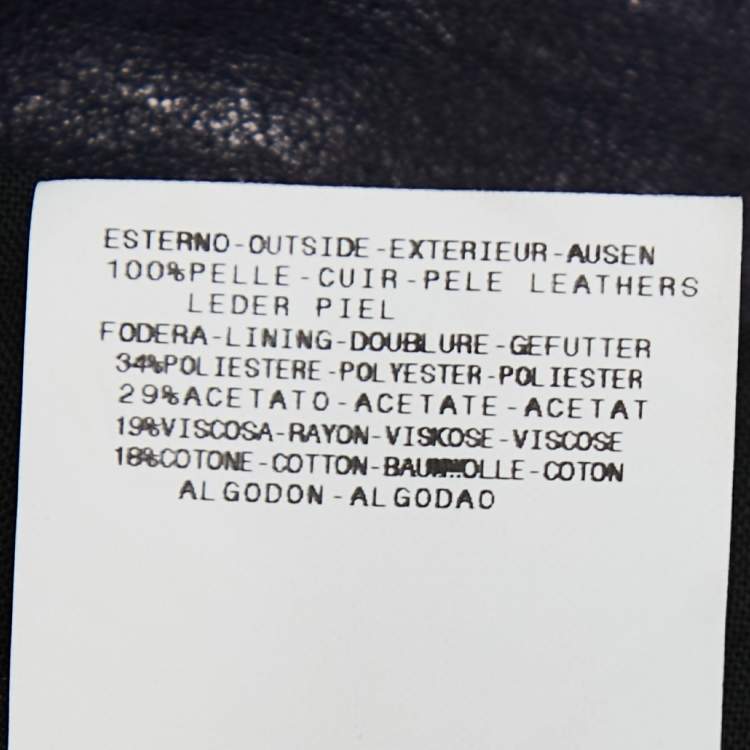 ESTERNO-OUTSIDE-EXTERIEUR-AUSEN
100%PELLE-CUIR-PELE LEATHERS
LEDER PIEL
FODERA-LINING-DOUBLURE-GEFUTTER
34%POLIESTERE-POLYESTER-POLIESTER
29%ACETATO-ACETATE-ACETAT
19%VISCOSA-RAYON-VISKOSE-VISCOSE
18%COTONE-COTTON-BAUMWOLLE-COTON
ALGODON-ALGODAO